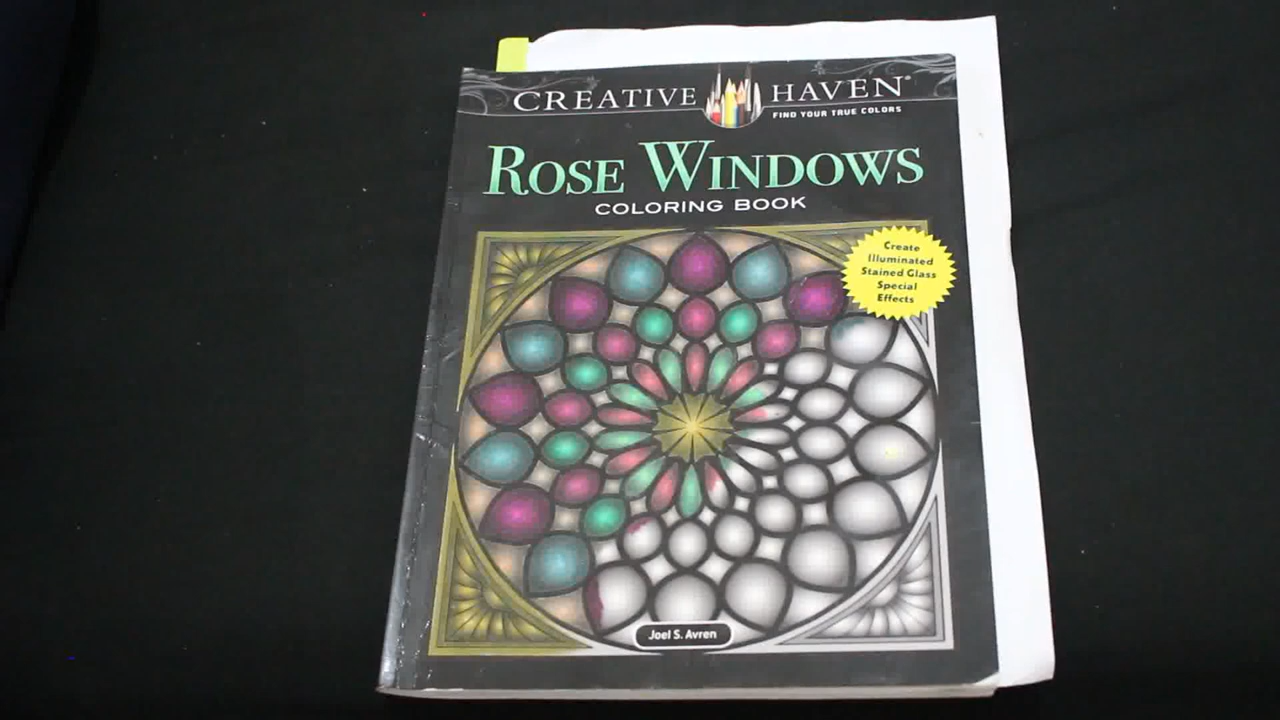 CREATIVE HAVEN®
FIND YOUR TRUE COLORS
ROSE WINDOWS
COLORING BOOK
Create
Illuminated
Stained Glass
Special
Effects
Joel S. Avren